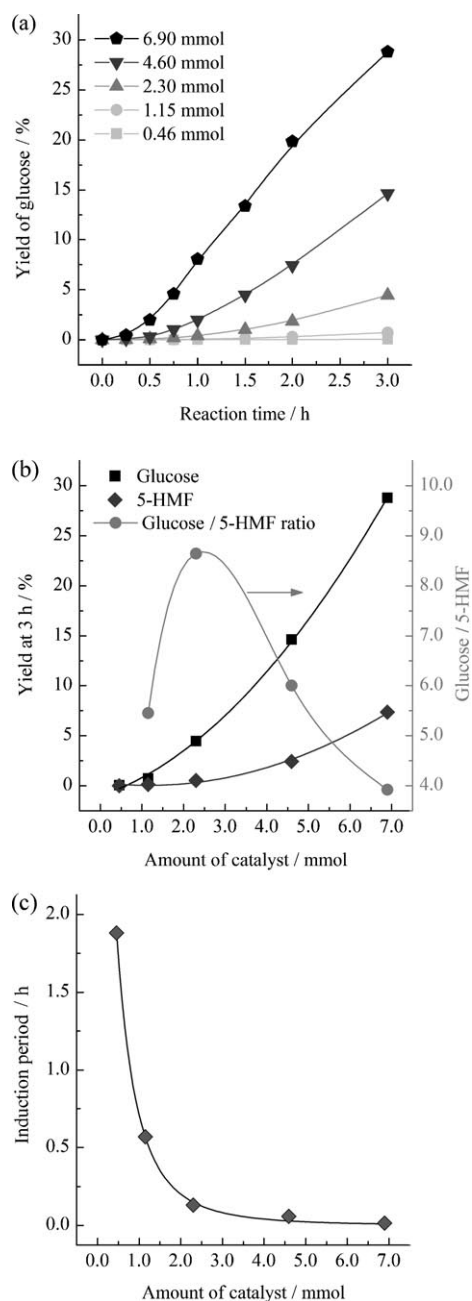 (a)
30
25
20
15
10
5
0
Yield of glucose / %
6.90 mmol
4.60 mmol
2.30 mmol
1.15 mmol
0.46 mmol
0.0 0.5 1.0 1.5 2.0 2.5 3.0
Reaction time / h
(b)
30
25
20
15
10
5
0
Yield at 3 h / %
Glucose
5-HMF
Glucose / 5-HMF ratio
10.0
9.0
8.0
7.0
6.0
5.0
4.0
Glucose / 5-HMF
0.0 1.0 2.0 3.0 4.0 5.0 6.0 7.0
Amount of catalyst / mmol
(c)
2.0
1.5
1.0
0.5
0.0
Induction period / h
0.0 1.0 2.0 3.0 4.0 5.0 6.0 7.0
Amount of catalyst / mmol